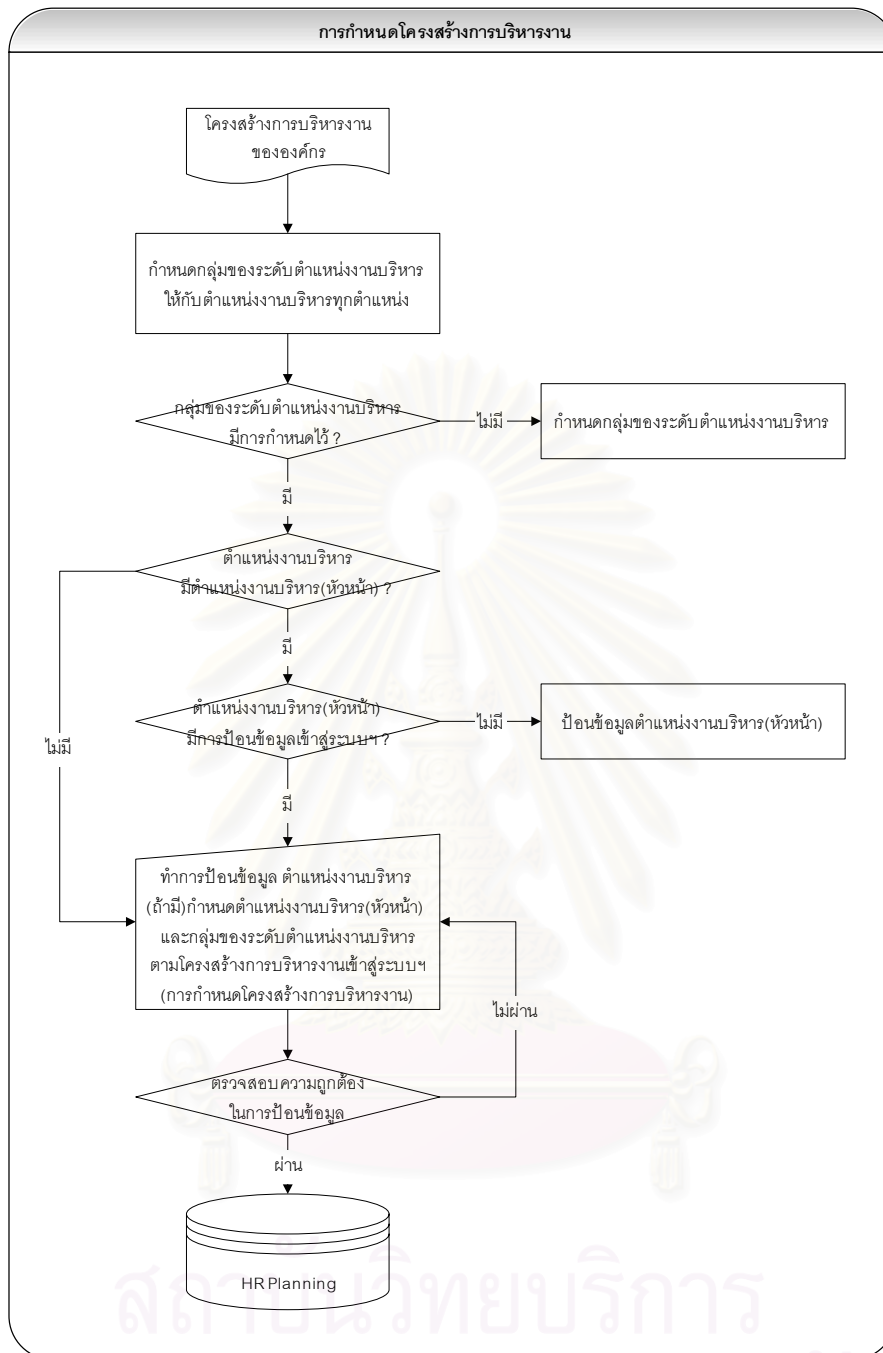 การกำหนดโครงสร้างการบริหารงาน
โครงสร้างการบริหารงาน
ขององค์กร
กำหนดกลุ่มของระดับตำแหน่งงานบริหาร
ให้กับตำแหน่งงานบริหารทุกตำแหน่ง
กลุ่มของระดับตำแหน่งงานบริหาร
มีการกำหนดไว้ ?
ไม่มี
กำหนดกลุ่มของระดับตำแหน่งงานบริหาร
มี
ตำแหน่งงานบริหาร
มีตำแหน่งงานบริหาร(หัวหน้า) ?
มี
ไม่มี
ตำแหน่งงานบริหาร(หัวหน้า)
มีการป้อนข้อมูลเข้าสู่ระบบฯ ?
ไม่มี
ป้อนข้อมูลตำแหน่งงานบริหาร(หัวหน้า)
มี
ทำการป้อนข้อมูล ตำแหน่งงานบริหาร
(ถ้ามี)กำหนดตำแหน่งงานบริหาร(หัวหน้า)
และกลุ่มของระดับตำแหน่งงานบริหาร
ตามโครงสร้างการบริหารงานเข้าสู่ระบบฯ
(การกำหนดโครงสร้างการบริหารงาน)
ไม่ผ่าน
ตรวจสอบความถูกต้อง
ในการป้อนข้อมูล
ผ่าน
HR Planning
สถาบันวิทยบริการ